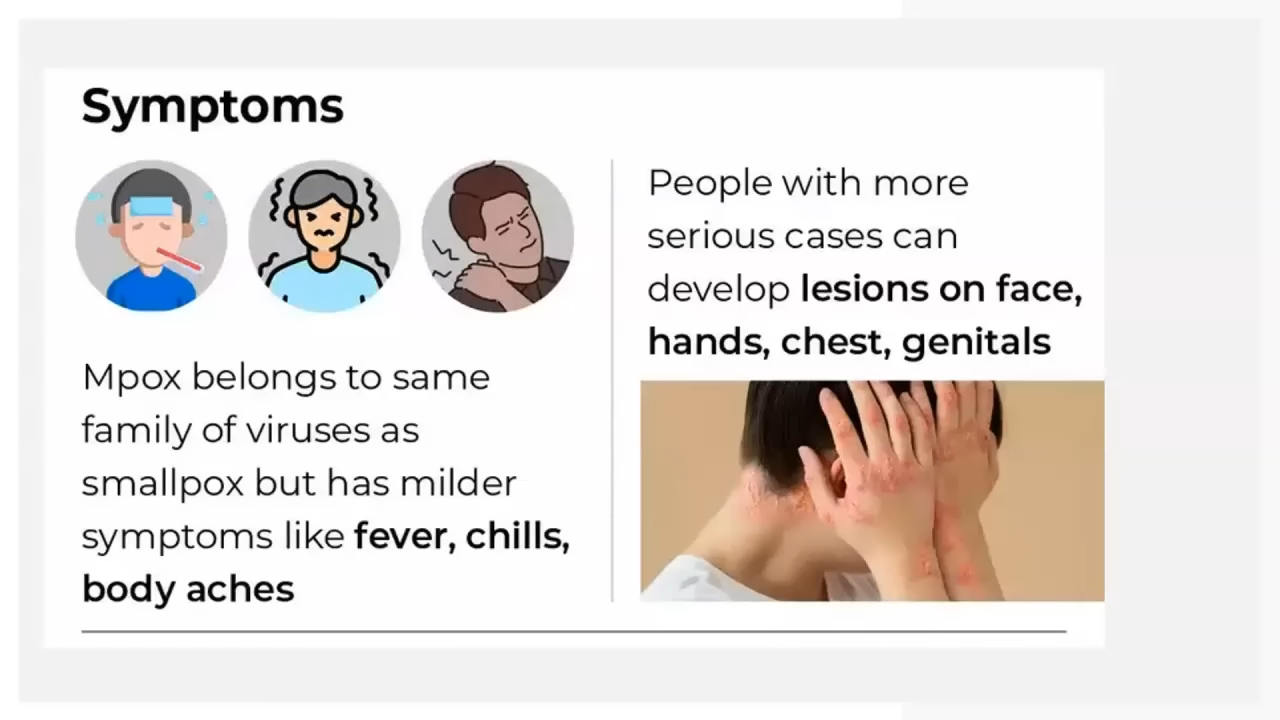 Symptoms
Mpox belongs to same
family of viruses as
smallpox but has milder
symptoms like fever, chills,
body aches
People with more
serious cases can
develop lesions on face,
hands, chest, genitals